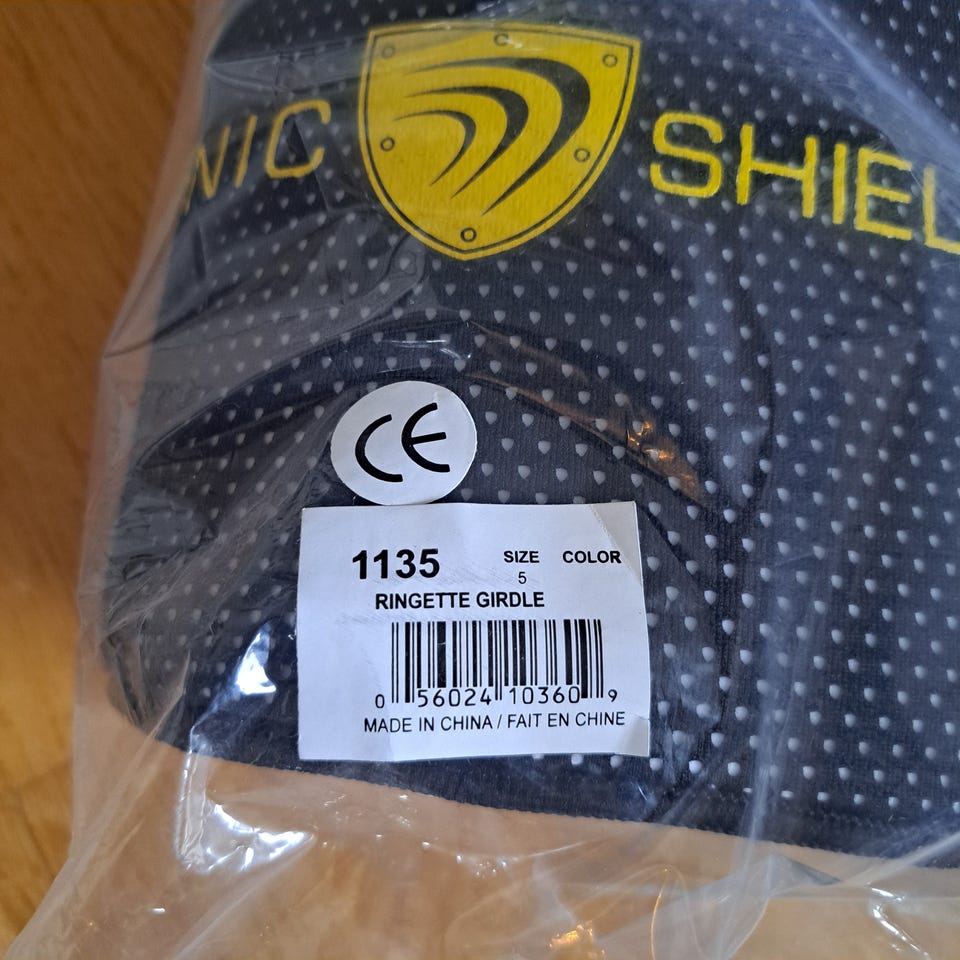 NIC SHIEL
CE
1135 SIZE COLOR
5
RINGETTE GIRDLE
0 56024 10360 9
MADE IN CHINA / FAIT EN CHINE